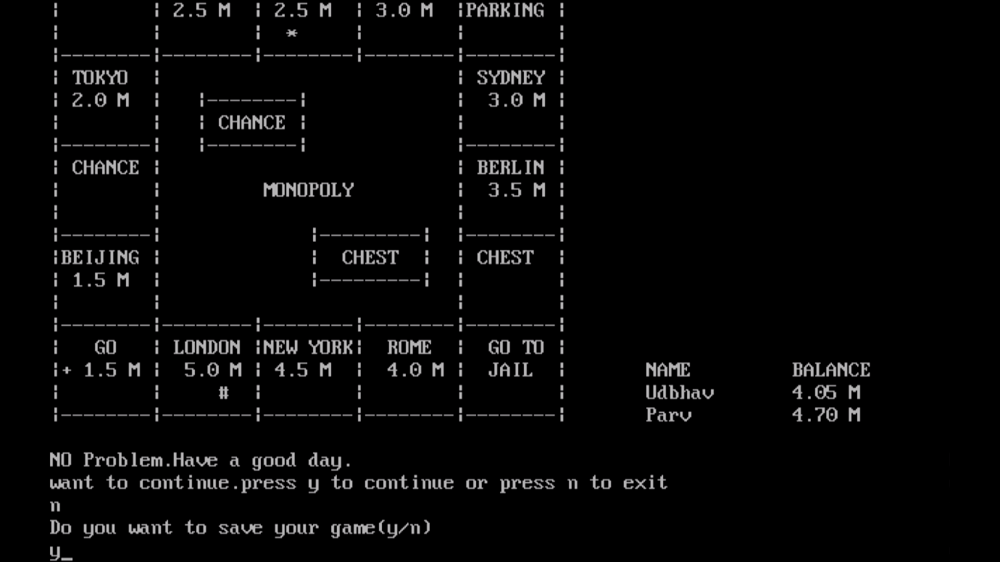 2.5 M 2.5 M 3.0 M PARKING
*
TOKYO SYDNEY
2.0 M 3.0 M
CHANCE
CHANCE BERLIN
MONOPOLY 3.5 M
BEIJING CHEST CHEST
1.5 M
GO LONDON NEW YORK ROME GO TO
+ 1.5 M 5.0 M 4.5 M 4.0 M JAIL NAME BALANCE
# Udbhav 4.05 M
Parv 4.70 M
NO Problem.Have a good day.
want to continue.press y to continue or press n to exit
n
Do you want to save your game(y/n)
y_